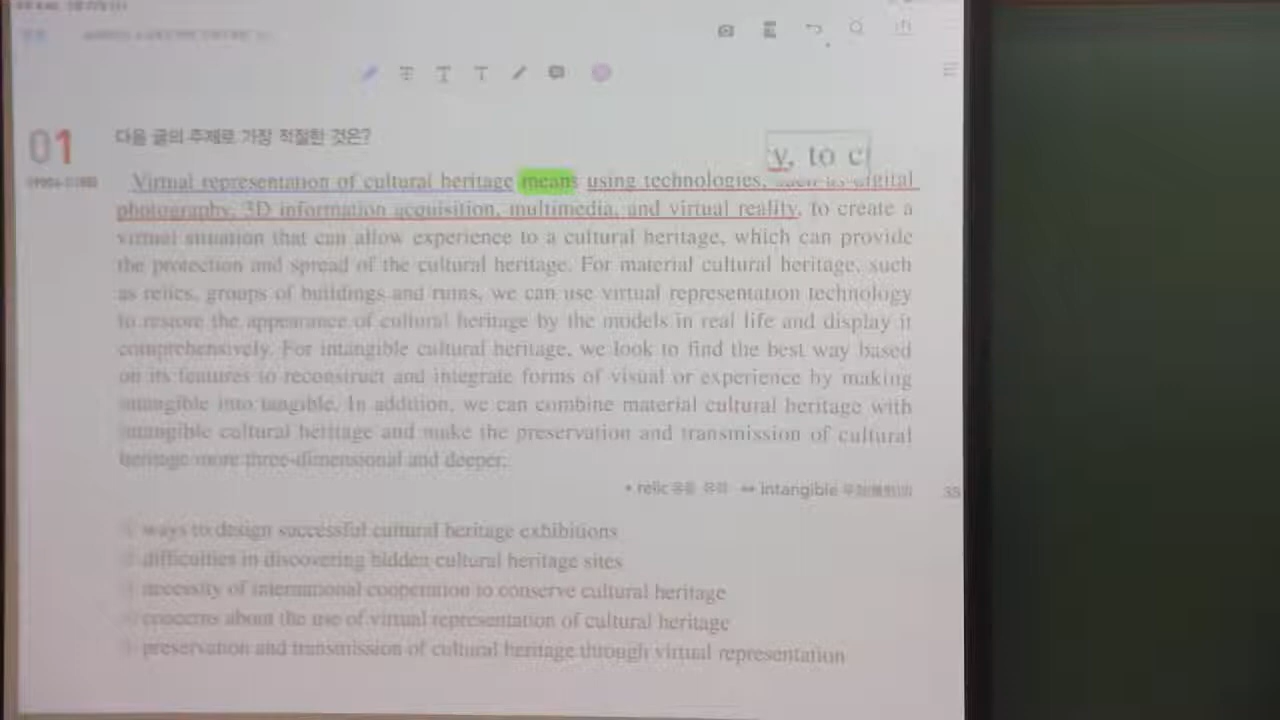 01 다음 글의 주제로 가장 적절한 것은?
y, to c
Virtual representation of cultural heritage means using technologies, such as digital
photography, 3D information acquisition, multimedia, and virtual reality, to create a
virtual situation that can allow experience to a cultural heritage, which can provide
the protection and spread of the cultural heritage. For material cultural heritage, such
as relics, groups of buildings and ruins, we can use virtual representation technology
to restore the appearance of cultural heritage by the models in real life and display it
comprehensively. For intangible cultural heritage, we look to find the best way based
on its features to reconstruct and integrate forms of visual or experience by making
intangible into tangible. In addition, we can combine material cultural heritage with
intangible cultural heritage and make the preservation and transmission of cultural
heritage more three-dimensional and deeper.
* relic 유물 유적 ** intangible 무형(無形)의
ways to design successful cultural heritage exhibitions
difficulties in discovering hidden cultural heritage sites
necessity of international cooperation to conserve cultural heritage
concerns about the use of virtual representation of cultural heritage
preservation and transmission of cultural heritage through virtual representation